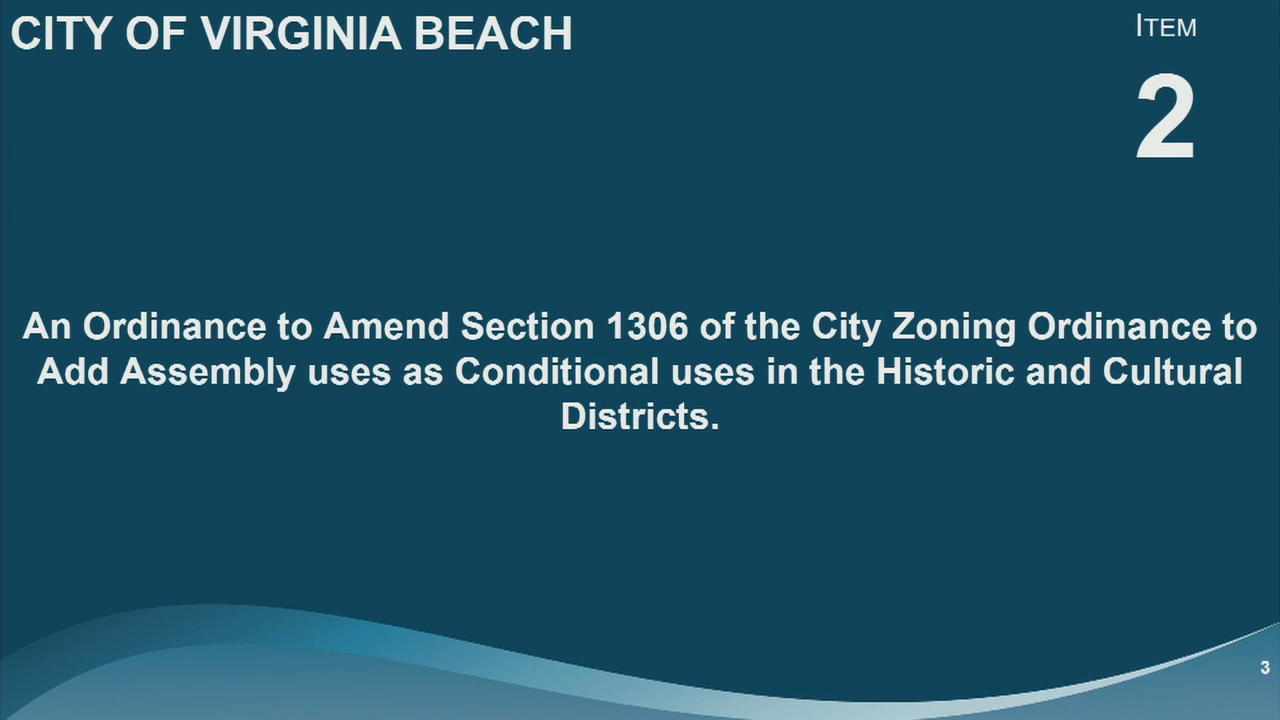 CITY OF VIRGINIA BEACH
ITEM
2
An Ordinance to Amend Section 1306 of the City Zoning Ordinance to
Add Assembly uses as Conditional uses in the Historic and Cultural
Districts.
3